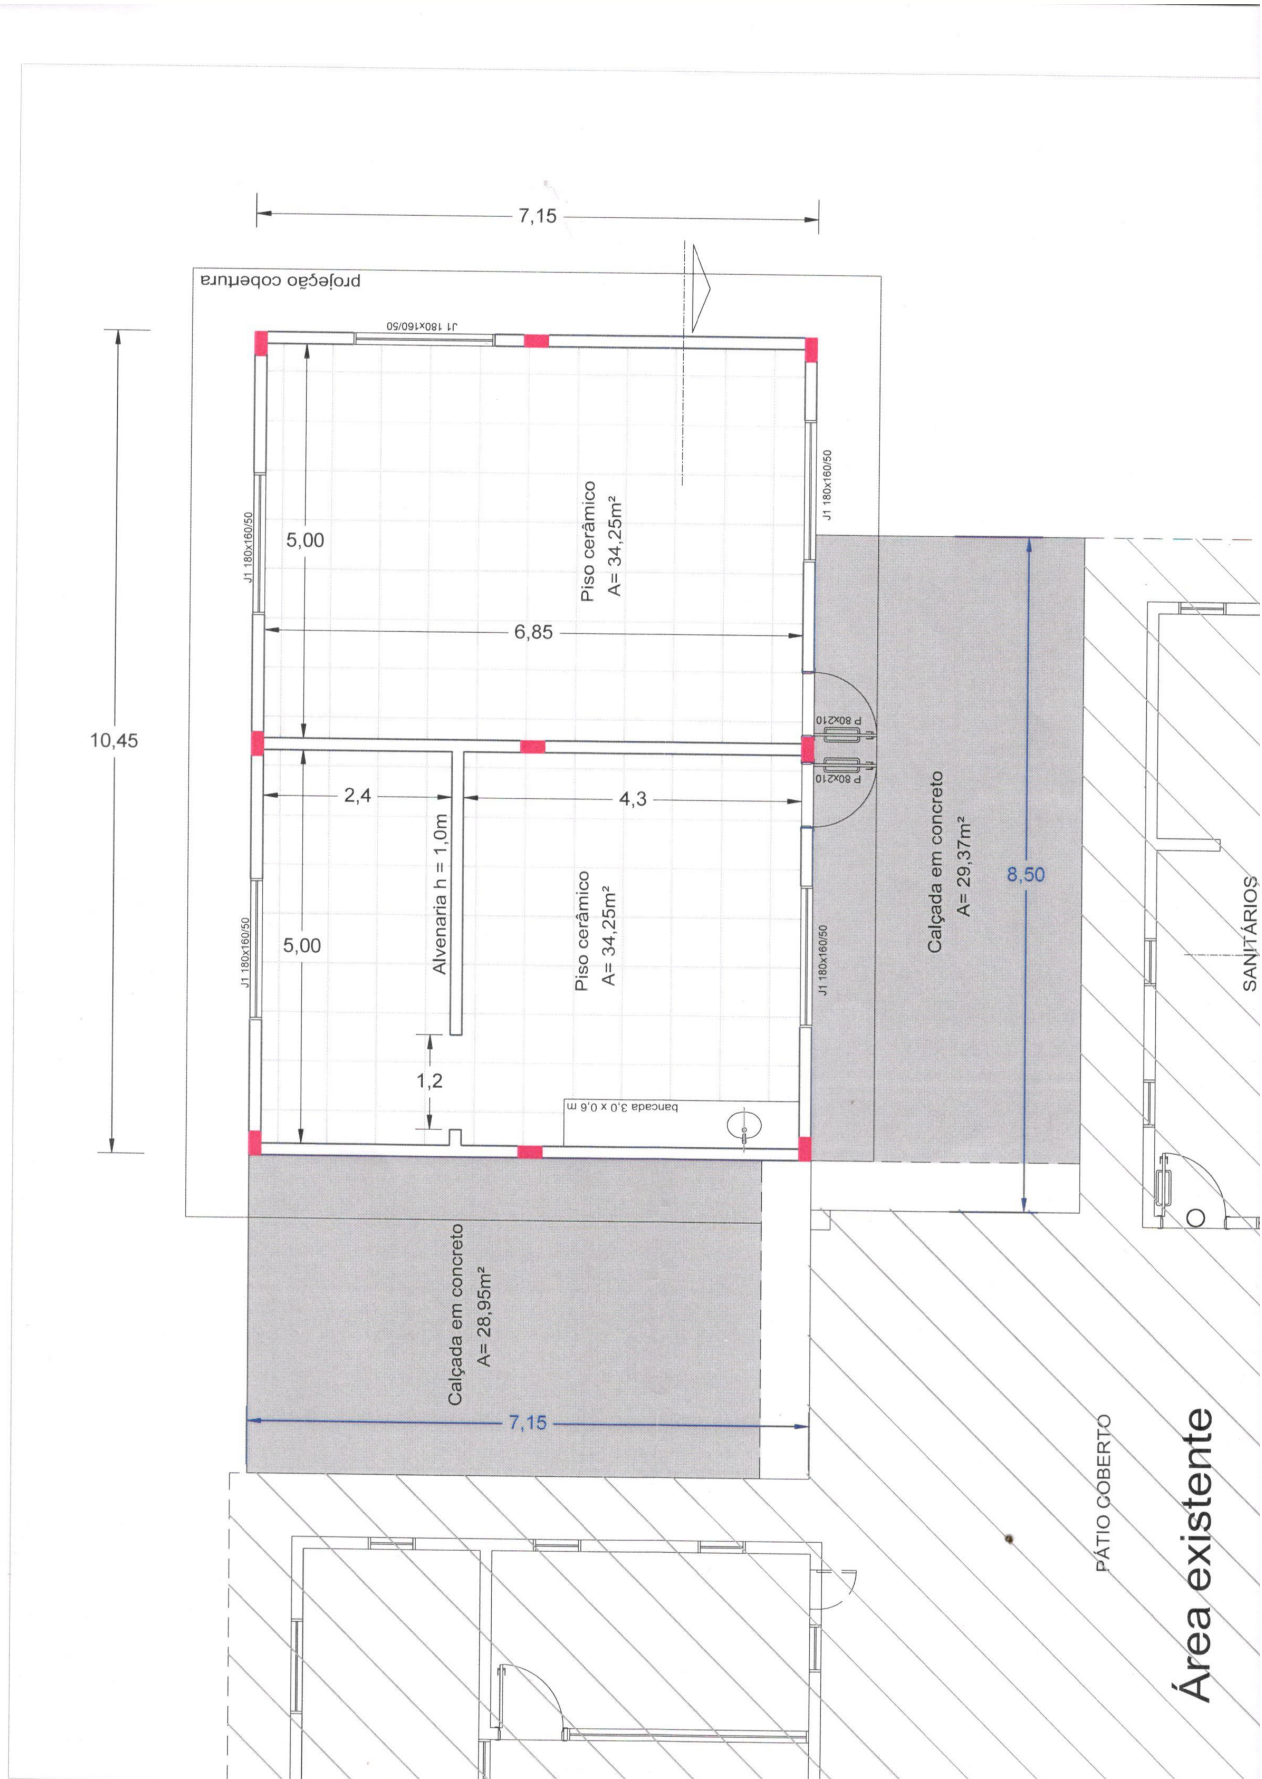 7,15
projeção cobertura
J1 180x160/50
10,45
J1 180x160/50
5,00
Piso cerâmico
A= 34,25m²
J1 180x160/50
6,85
P 80x210
P 80x210
2,4
4,3
Alvenaria h = 1,0m
J1 180x160/50
5,00
Piso cerâmico
A= 34,25m²
J1 180x160/50
Calçada em concreto
A= 29,37m²
8,50
SANITÁRIOS
1,2
bancada 3,0 x 0,6 m
Calçada em concreto
A= 28,95m²
7,15
PÁTIO COBERTO
Área existente